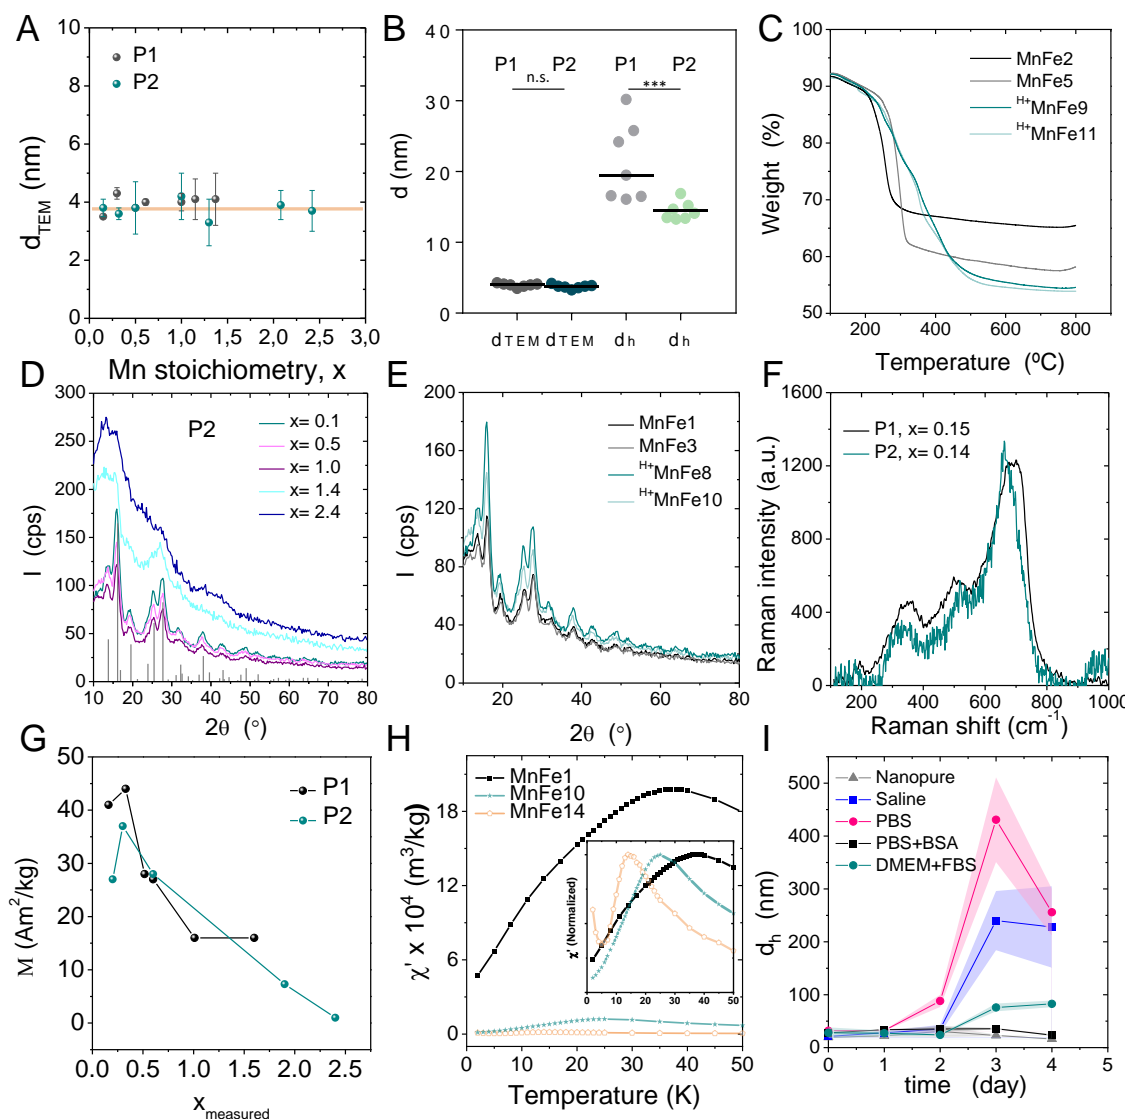 A
10
8
6
4
2
0
d_TEM (nm)
P1
P2
0,0 0,5 1,0 1,5 2,0 2,5 3,0
Mn stoichiometry, x
B
40
30
20
10
0
d (nm)
P1 P2 P1 P2
n.s. ***
dTEM dTEM dh dh
C
100
90
80
70
60
50
Weight (%)
MnFe2
MnFe5
H+MnFe9
H+MnFe11
200 400 600 800
Temperature (ºC)
D
300
250
200
150
100
50
0
I (cps)
P2
x= 0.1
x= 0.5
x= 1.0
x= 1.4
x= 2.4
10 20 30 40 50 60 70 80
2θ (°)
E
200
160
120
80
40
0
I (cps)
MnFe1
MnFe3
H+MnFe8
H+MnFe10
20 40 60 80
2θ (°)
F
1600
1200
800
400
0
Raman intensity (a.u.)
P1, x= 0.15
P2, x= 0.14
200 400 600 800 1000
Raman shift (cm⁻¹)
G
50
40
30
20
10
0
M (Am²/kg)
P1
P2
0.0 0.5 1.0 1.5 2.0 2.5
x_measured
H
18
12
6
0
χ' x 10⁴ (m³/kg)
MnFe1
MnFe10
MnFe14
χ' (Normalized)
0 10 20 30 40 50
0 10 20 30 40 50
Temperature (K)
I
500
400
300
200
100
0
d_h (nm)
Nanopure
Saline
PBS
PBS+BSA
DMEM+FBS
0 1 2 3 4 5
time (day)